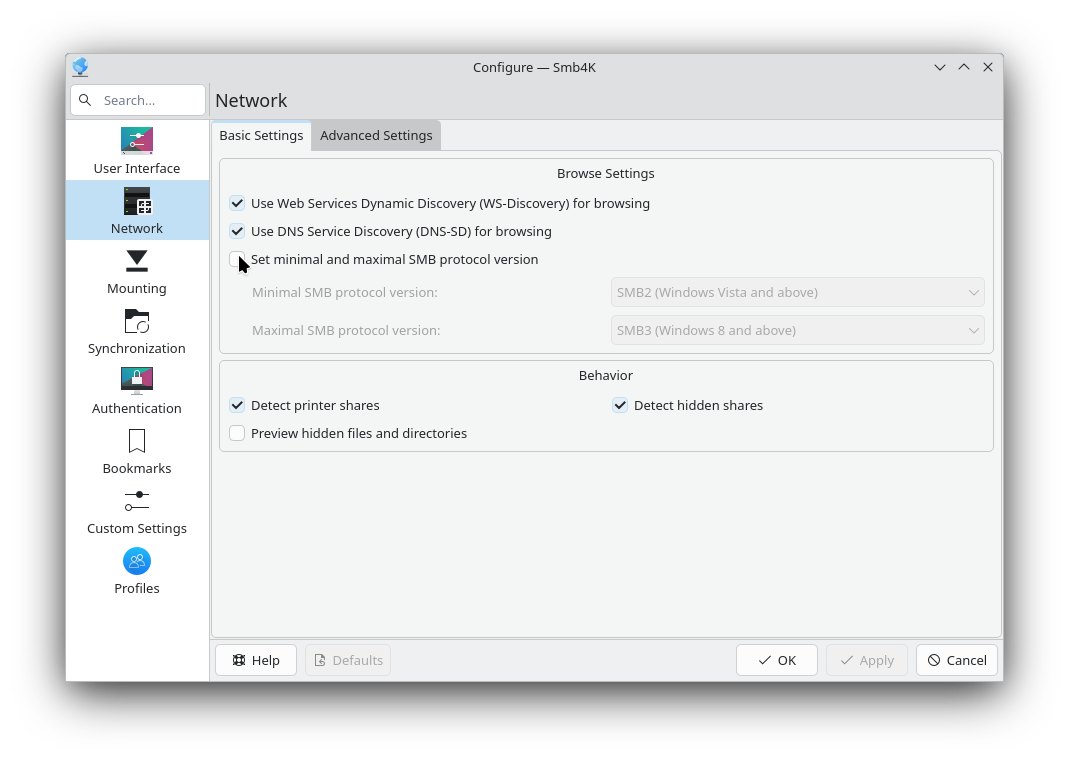 Configure — Smb4K
Search...
Network
User Interface
Network
Mounting
Synchronization
Authentication
Bookmarks
Custom Settings
Profiles
Basic Settings
Advanced Settings
Browse Settings
Use Web Services Dynamic Discovery (WS-Discovery) for browsing
Use DNS Service Discovery (DNS-SD) for browsing
Set minimal and maximal SMB protocol version
Minimal SMB protocol version:
SMB2 (Windows Vista and above)
Maximal SMB protocol version:
SMB3 (Windows 8 and above)
Behavior
Detect printer shares
Detect hidden shares
Preview hidden files and directories
Help
Defaults
OK
Apply
Cancel